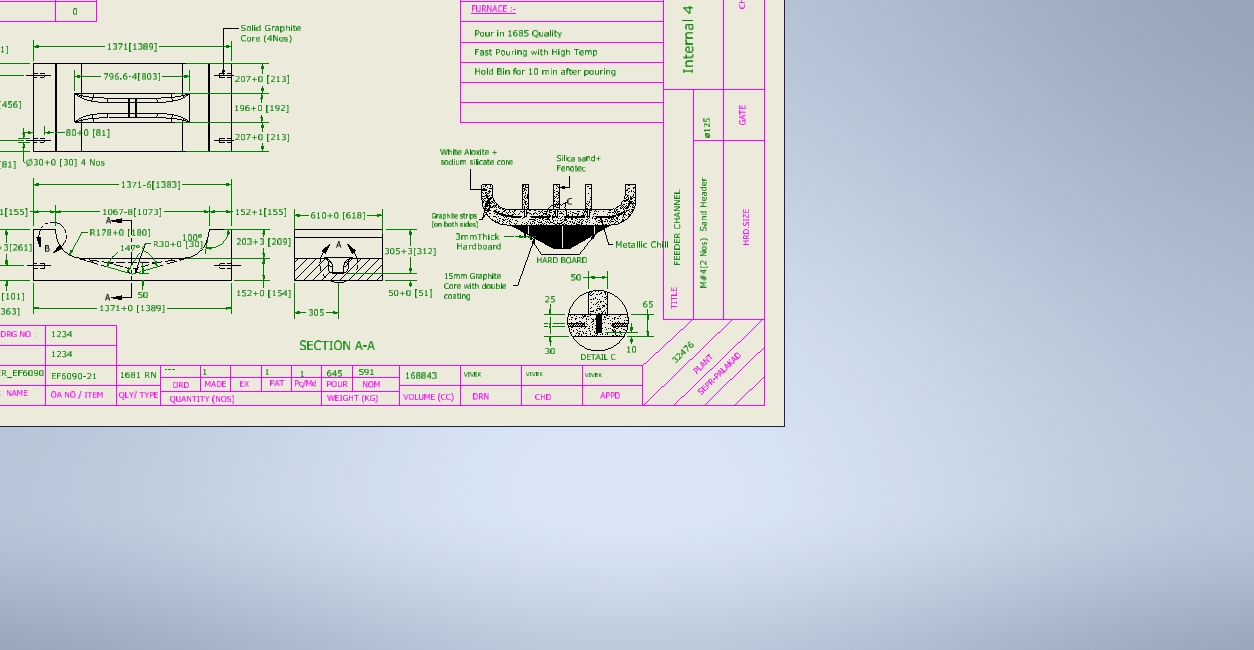 0
FURNACE :-
Pour in 1685 Quality
Fast Pouring with High Temp
Hold Bin for 10 min after pouring
Internal 4
CH
Solid Graphite
Core (4Nos)
1371[1389]
796.6-4[803]
207+0 [213]
196+0 [192]
207+0 [213]
[456]
80+0 [81]
[81]
Ø30+0 [30] 4 Nos
1371-6[1383]
[155]
1067-8[1073]
152+1[155]
A
R178+0 [180]
100°
R30+0 [30]
+3[261]
B
203+3 [209]
[101]
50
152+0 [154]
A
1371+0 [1389]
363]
610+0 [618]
A
305+3[312]
50+0 [51]
305
SECTION A-A
White Aloxite +
sodium silicate core
Silica sand+
Fenotec
C
Graphite strips
[on both sides]
3mmThick
Hardboard
Metallic Chill
HARD BOARD
15mm Graphite
Core with double
coating
50
25
65
30
10
DETAIL C
ø125
GATE
FEEDER CHANNEL
M#4(2 Nos) Sand Header
HRD.SIZE
TITLE
32476
PLANT
SEFR-PALAKAD
DRG NO :
1234
1234
ER_EF6090
EF6090-21
1681 RN
---
1
1
1
645
591
168843
VIVEK
VIVEK
VIVEK
NAME
OA NO / ITEM
QLY/ TYPE
ORD
MADE
EX
PAT
Pc/Md
POUR
NOM
QUANTITY (NOS)
WEIGHT (KG)
VOLUME (CC)
DRN
CHD
APPD